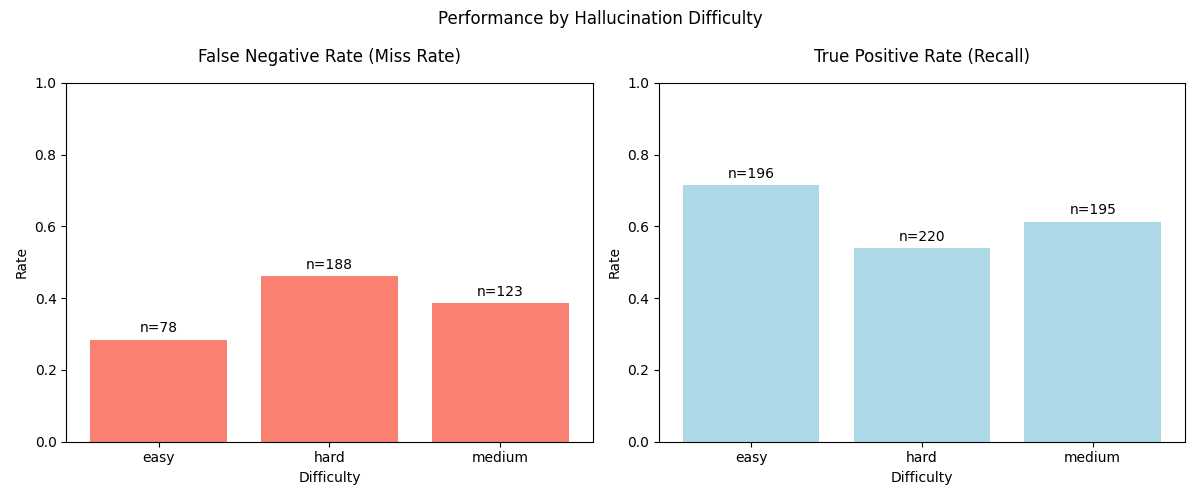 Performance by Hallucination Difficulty
False Negative Rate (Miss Rate)
1.0
0.8
0.6
0.4
0.2
0.0
Rate
n=78
n=188
n=123
easy
hard
medium
Difficulty
True Positive Rate (Recall)
1.0
0.8
0.6
0.4
0.2
0.0
Rate
n=196
n=220
n=195
easy
hard
medium
Difficulty